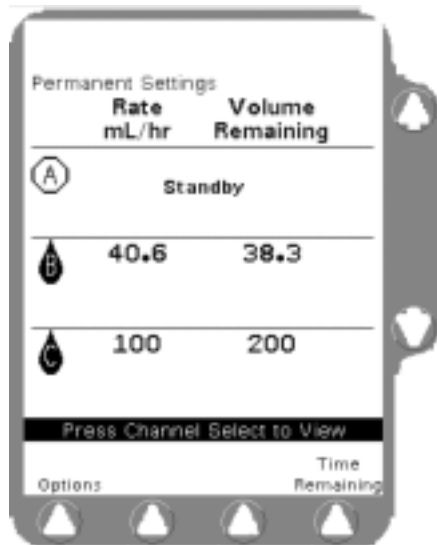 Permanent Settings
Rate Volume
mL/hr Remaining
A
Standby
B 40.6 38.3
C 100 200
Press Channel Select to View
Time
Options Remaining